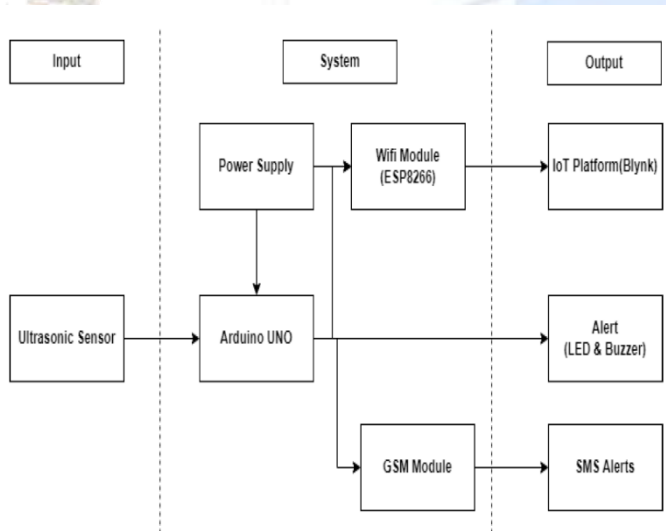 Input
System
Output
Power Supply
Wifi Module
(ESP8266)
IoT Platform(Blynk)
Ultrasonic Sensor
Arduino UNO
Alert
(LED & Buzzer)
GSM Module
SMS Alerts